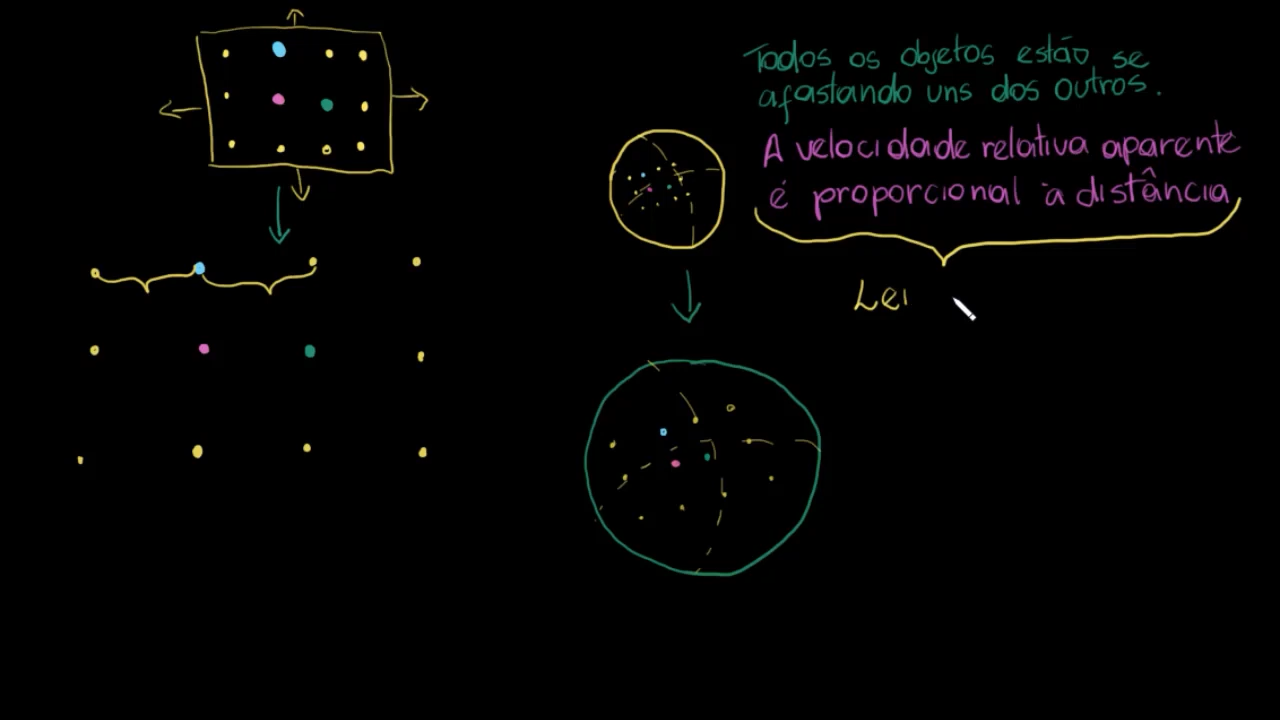 Todos os objetos estão se
afastando uns dos outros.
A velocidade relativa aparente
é proporcional à distância
Lei